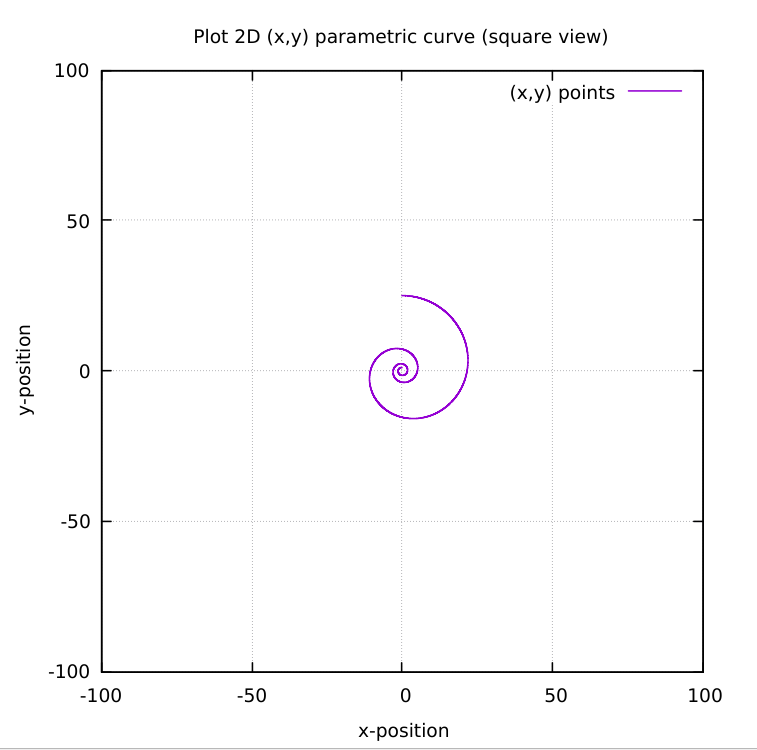 Plot 2D (x,y) parametric curve (square view)
100
(x,y) points
50
y-position
0
-50
-100
-100 -50 0 50 100
x-position